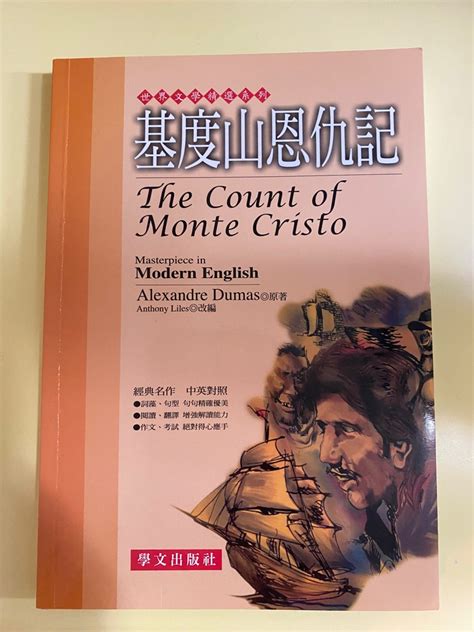 世界文學精選系列
基度山恩仇記
The Count of
Monte Cristo
Masterpiece in
Modern English
Alexandre Dumas◎原著
Anthony Liles◎改編
經典名作 中英對照
●詞藻、句型 句句精確優美
●閱讀、翻譯 增強解讀能力
●作文、考試 絕對得心應手
學文出版社